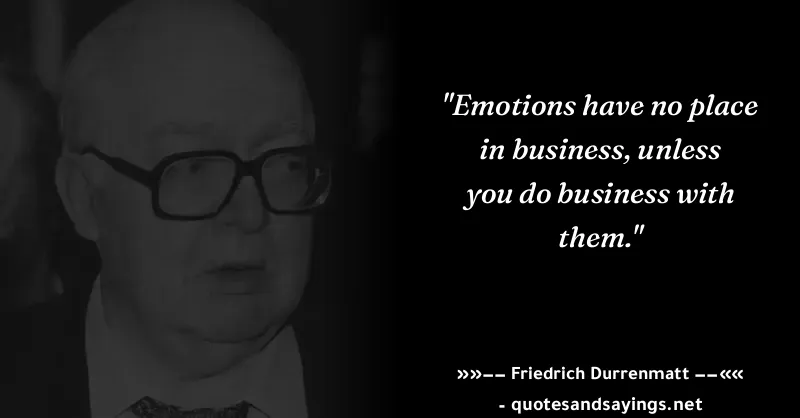 "Emotions have no place
in business, unless
you do business with
them."
»»−− Friedrich Durrenmatt −−««
- quotesandsayings.net